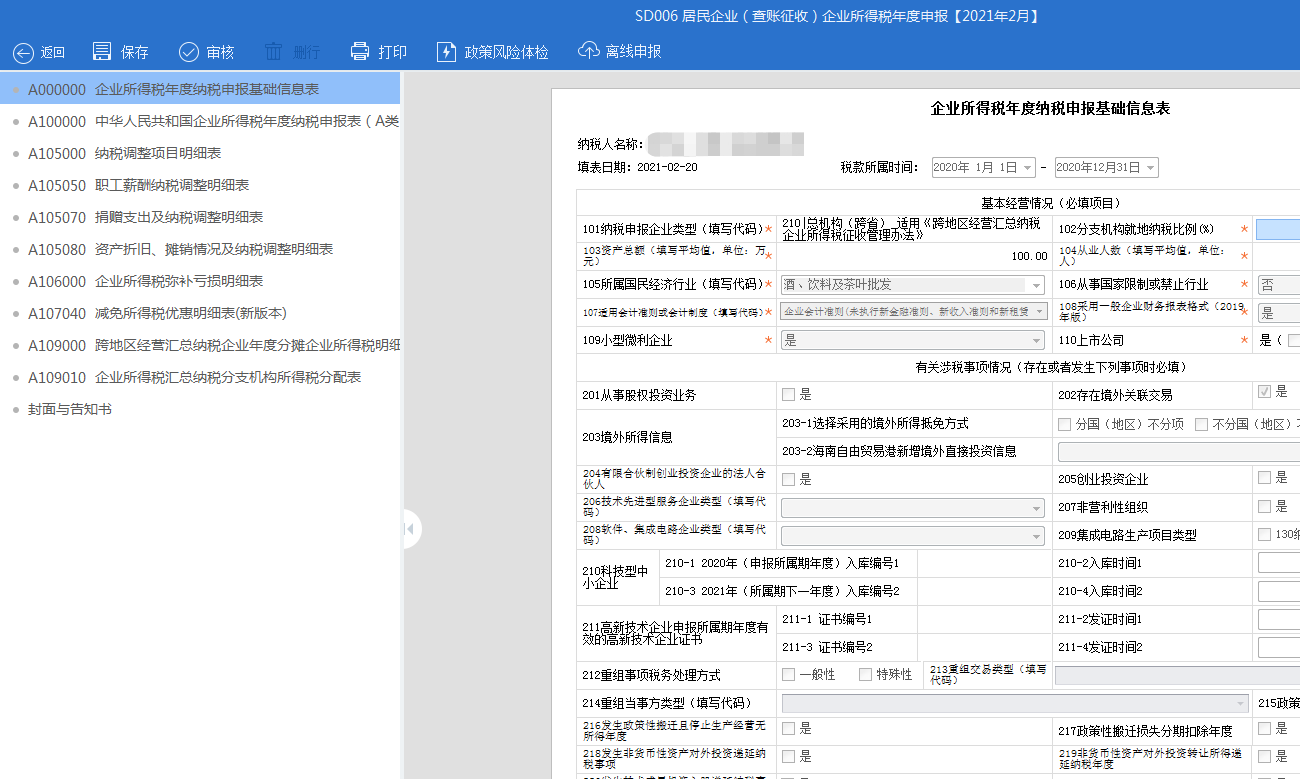 SD006 居民企业（查账征收）企业所得税年度申报【2021年2月】
返回 保存 审核 删行 打印 政策风险体检 离线申报
A000000 企业所得税年度纳税申报基础信息表
A100000 中华人民共和国企业所得税年度纳税申报表（A类
A105000 纳税调整项目明细表
A105050 职工薪酬纳税调整明细表
A105070 捐赠支出及纳税调整明细表
A105080 资产折旧、摊销情况及纳税调整明细表
A106000 企业所得税弥补亏损明细表
A107040 减免所得税优惠明细表(新版本)
A109000 跨地区经营汇总纳税企业年度分摊企业所得税明细
A109010 企业所得税汇总纳税分支机构所得税分配表
封面与告知书
企业所得税年度纳税申报基础信息表
纳税人名称：
填表日期：2021-02-20 税款所属时间： 2020年 1月 1日 - 2020年12月31日
基本经营情况（必填项目）
101纳税申报企业类型（填写代码）* 210|总机构（跨省）_适用《跨地区经营汇总纳税
企业所得税征收管理办法》 102分支机构就地纳税比例(%) *
103资产总额（填写平均值，单位：万
元） * 100.00 104从业人数（填写平均值，单位：
人） *
105所属国民经济行业（填写代码）* 酒、饮料及茶叶批发 106从事国家限制或禁止行业 * 否
107适用会计准则或会计制度（填写代码）* 企业会计准则(未执行新金融准则、新收入准则和新租赁 108采用一般企业财务报表格式（2019
年版） * 是
109小型微利企业 * 是 110上市公司 * 是（
有关涉税事项情况（存在或者发生下列事项时必填）
201从事股权投资业务 是 202存在境外关联交易 是
203境外所得信息 203-1选择采用的境外所得抵免方式 分国（地区）不分项 不分国（地区）不
203-2海南自由贸易港新增境外直接投资信息
204有限合伙制创业投资企业的法人合
伙人 是 205创业投资企业 是
206技术先进型服务企业类型（填写代
码） 207非营利性组织 是
208软件、集成电路企业类型（填写代
码） 209集成电路生产项目类型 130纳
210科技型中
小企业 210-1 2020年（申报所属期年度）入库编号1 210-2入库时间1
210-3 2021年（所属期下一年度）入库编号2 210-4入库时间2
211高新技术企业申报所属期年度有
效的高新技术企业证书 211-1 证书编号1 211-2发证时间1
211-3 证书编号2 211-4发证时间2
212重组事项税务处理方式 一般性 特殊性 213重组交易类型（填写
代码）
214重组当事方类型（填写代码） 215政策
216发生政策性搬迁且停止生产经营无
所得年度 是 217政策性搬迁损失分期扣除年度 是
218发生非货币性资产对外投资递延纳
税事项 是 219非货币性资产对外投资转让所得递
延纳税年度 是